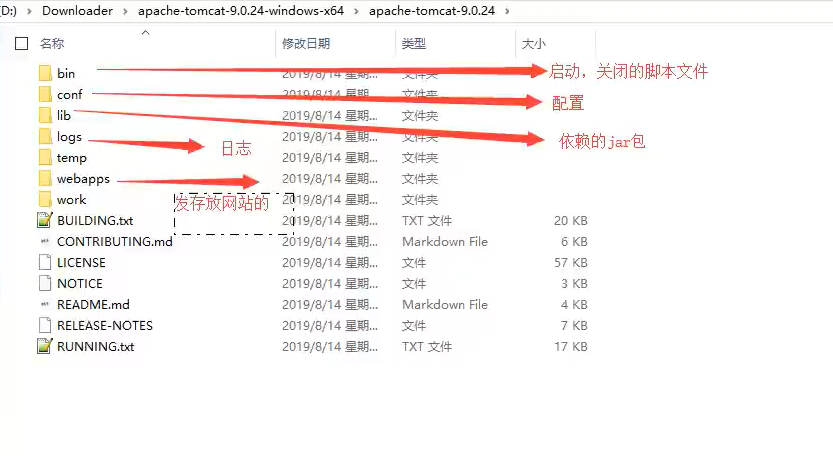 D:) > Downloader > apache-tomcat-9.0.24-windows-x64 > apache-tomcat-9.0.24 >
名称 修改日期 类型 大小
bin 2019/8/14 星期... 文件夹 启动，关闭的脚本文件
conf 2019/8/14 星期... 文件夹 配置
lib 2019/8/14 星期... 文件夹 依赖的jar包
logs 2019/8/14 星期... 文件夹 日志
temp 2019/8/14 星期... 文件夹
webapps 2019/8/14 星期... 文件夹
work 2019/8/14 星期... 文件夹 发存放网站的
BUILDING.txt 2019/8/14 星期... TXT 文件 20 KB
CONTRIBUTING.md 2019/8/14 星期... Markdown File 6 KB
LICENSE 2019/8/14 星期... 文件 57 KB
NOTICE 2019/8/14 星期... 文件 3 KB
README.md 2019/8/14 星期... Markdown File 4 KB
RELEASE-NOTES 2019/8/14 星期... 文件 7 KB
RUNNING.txt 2019/8/14 星期... TXT 文件 17 KB